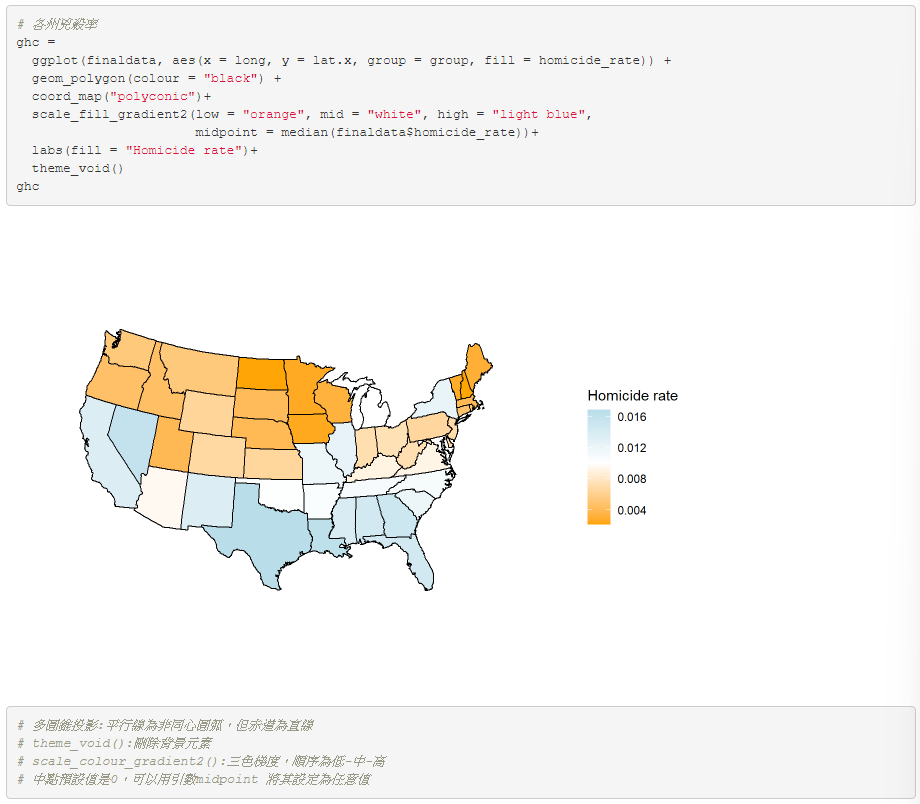 # 各州兇殺率
ghc =
  ggplot(finaldata, aes(x = long, y = lat.x, group = group, fill = homicide_rate)) +
  geom_polygon(colour = "black") +
  coord_map("polyconic")+
  scale_fill_gradient2(low = "orange", mid = "white", high = "light blue",
                       midpoint = median(finaldata$homicide_rate))+
  labs(fill = "Homicide rate")+
  theme_void()
ghc
Homicide rate
0.016
0.012
0.008
0.004
# 多圓錐投影:平行線為非同心圓弧，但赤道為直線
# theme_void():刪除背景元素
# scale_colour_gradient2():三色梯度，順序為低-中-高
# 中點預設值是0，可以用引數midpoint 將其設定為任意值